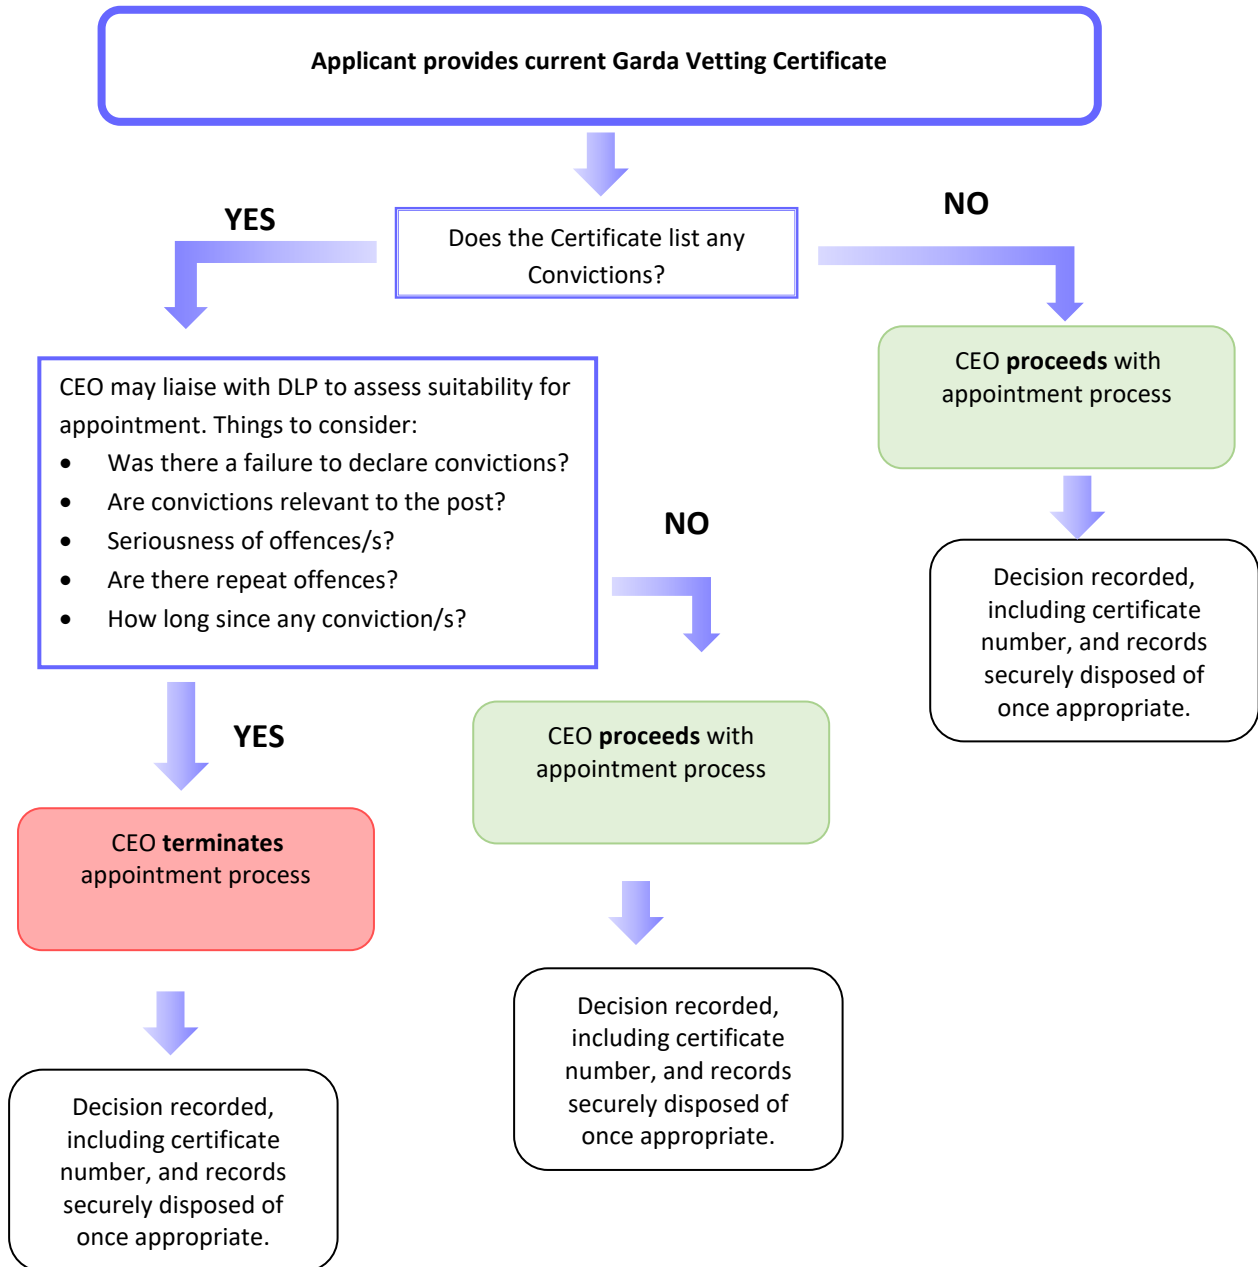 Applicant provides current Garda Vetting Certificate
YES
NO
Does the Certificate list any
Convictions?
CEO may liaise with DLP to assess suitability for
appointment. Things to consider:
• Was there a failure to declare convictions?
• Are convictions relevant to the post?
• Seriousness of offences/s?
• Are there repeat offences?
• How long since any conviction/s?
CEO proceeds with
appointment process
NO
Decision recorded,
including certificate
number, and records
securely disposed of
once appropriate.
YES
CEO proceeds with
appointment process
CEO terminates
appointment process
Decision recorded,
including certificate
number, and records
securely disposed of
once appropriate.
Decision recorded,
including certificate
number, and records
securely disposed of
once appropriate.